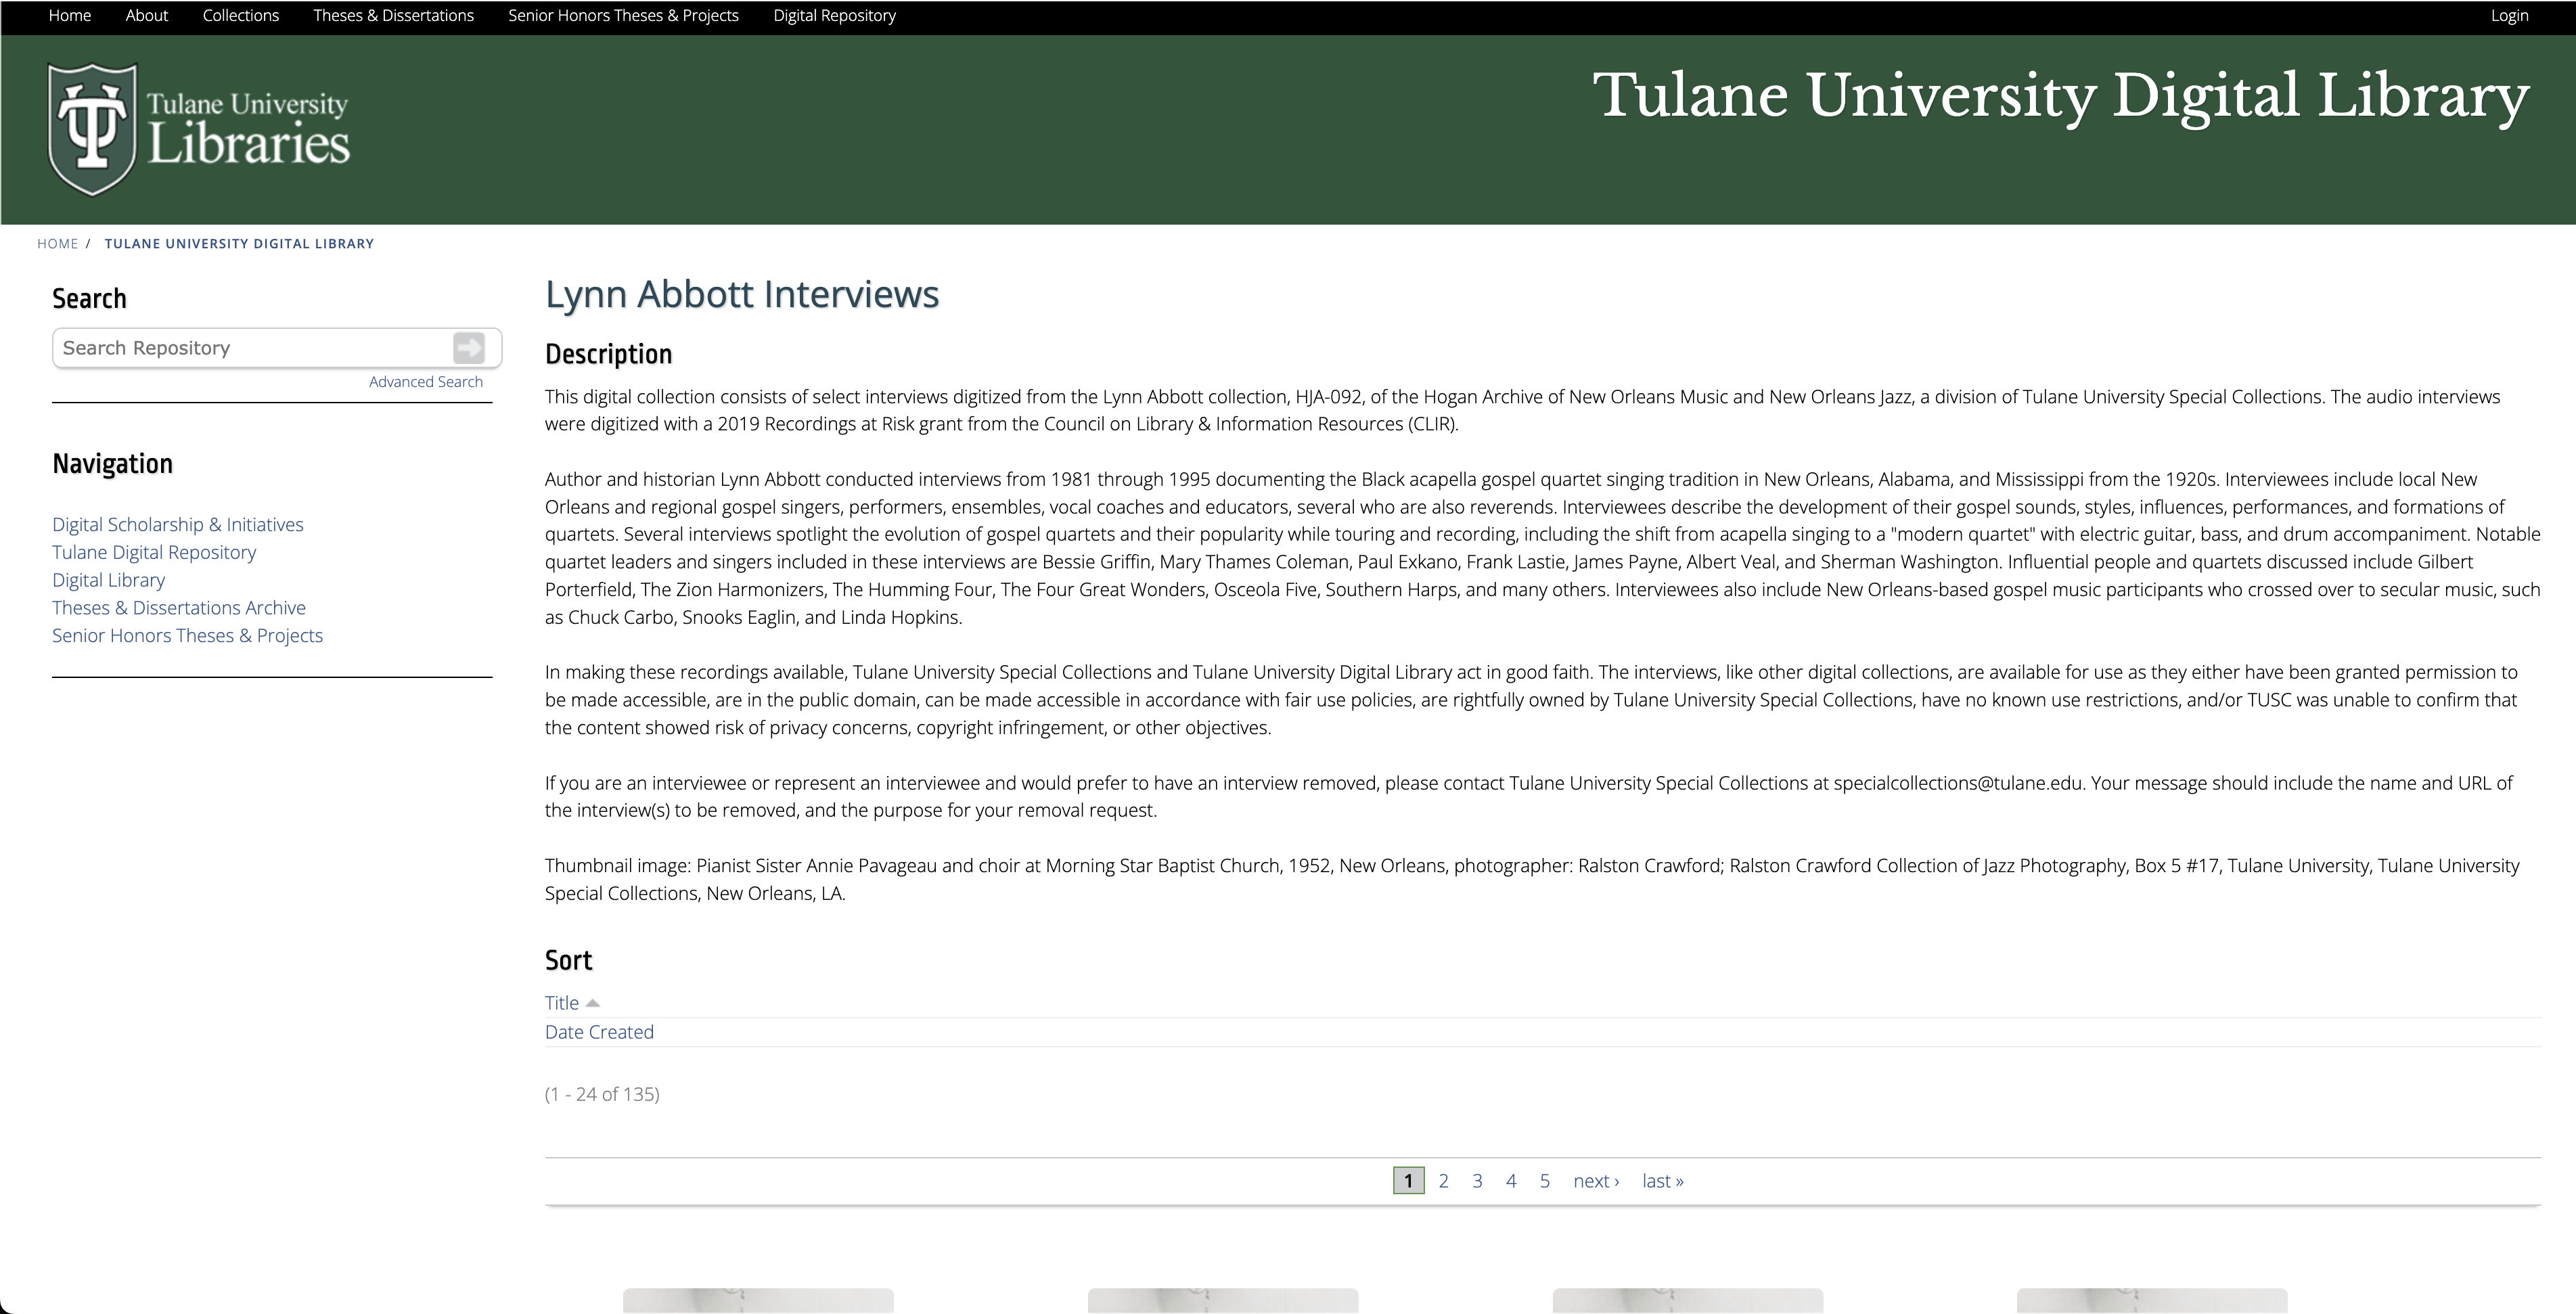 Home About Collections Theses & Dissertations Senior Honors Theses & Projects Digital Repository Login
Tulane University
Libraries
Tulane University Digital Library
HOME / TULANE UNIVERSITY DIGITAL LIBRARY
Search
Search Repository
Advanced Search
Navigation
Digital Scholarship & Initiatives
Tulane Digital Repository
Digital Library
Theses & Dissertations Archive
Senior Honors Theses & Projects
Lynn Abbott Interviews
Description
This digital collection consists of select interviews digitized from the Lynn Abbott collection, HJA-092, of the Hogan Archive of New Orleans Music and New Orleans Jazz, a division of Tulane University Special Collections. The audio interviews
were digitized with a 2019 Recordings at Risk grant from the Council on Library & Information Resources (CLIR).
Author and historian Lynn Abbott conducted interviews from 1981 through 1995 documenting the Black acapella gospel quartet singing tradition in New Orleans, Alabama, and Mississippi from the 1920s. Interviewees include local New
Orleans and regional gospel singers, performers, ensembles, vocal coaches and educators, several who are also reverends. Interviewees describe the development of their gospel sounds, styles, influences, performances, and formations of
quartets. Several interviews spotlight the evolution of gospel quartets and their popularity while touring and recording, including the shift from acapella singing to a "modern quartet" with electric guitar, bass, and drum accompaniment. Notable
quartet leaders and singers included in these interviews are Bessie Griffin, Mary Thames Coleman, Paul Exkano, Frank Lastie, James Payne, Albert Veal, and Sherman Washington. Influential people and quartets discussed include Gilbert
Porterfield, The Zion Harmonizers, The Humming Four, The Four Great Wonders, Osceola Five, Southern Harps, and many others. Interviewees also include New Orleans-based gospel music participants who crossed over to secular music, such
as Chuck Carbo, Snooks Eaglin, and Linda Hopkins.
In making these recordings available, Tulane University Special Collections and Tulane University Digital Library act in good faith. The interviews, like other digital collections, are available for use as they either have been granted permission to
be made accessible, are in the public domain, can be made accessible in accordance with fair use policies, are rightfully owned by Tulane University Special Collections, have no known use restrictions, and/or TUSC was unable to confirm that
the content showed risk of privacy concerns, copyright infringement, or other objectives.
If you are an interviewee or represent an interviewee and would prefer to have an interview removed, please contact Tulane University Special Collections at specialcollections@tulane.edu. Your message should include the name and URL of
the interview(s) to be removed, and the purpose for your removal request.
Thumbnail image: Pianist Sister Annie Pavageau and choir at Morning Star Baptist Church, 1952, New Orleans, photographer: Ralston Crawford; Ralston Crawford Collection of Jazz Photography, Box 5 #17, Tulane University, Tulane University
Special Collections, New Orleans, LA.
Sort
Title
Date Created
(1 - 24 of 135)
1 2 3 4 5 next › last »